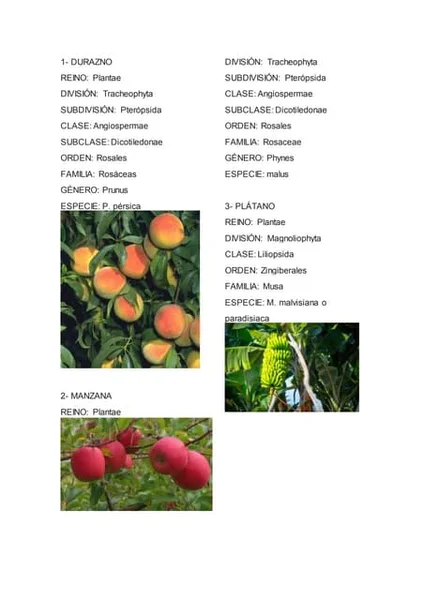 1- DURAZNO
REINO: Plantae
DIVISIÓN: Tracheophyta
SUBDIVISIÓN: Pterópsida
CLASE: Angiospermae
SUBCLASE: Dicotiledonae
ORDEN: Rosales
FAMILIA: Rosáceas
GÉNERO: Prunus
ESPECIE: P. pérsica
2- MANZANA
REINO: Plantae
DIVISIÓN: Tracheophyta
SUBDIVISIÓN: Pterópsida
CLASE: Angiospermae
SUBCLASE: Dicotiledonae
ORDEN: Rosales
FAMILIA: Rosaceae
GÉNERO: Phynes
ESPECIE: malus
3- PLÁTANO
REINO: Plantae
DIVISIÓN: Magnoliophyta
CLASE: Liliopsida
ORDEN: Zingiberales
FAMILIA: Musa
ESPECIE: M. malvisiana o
paradisiaca